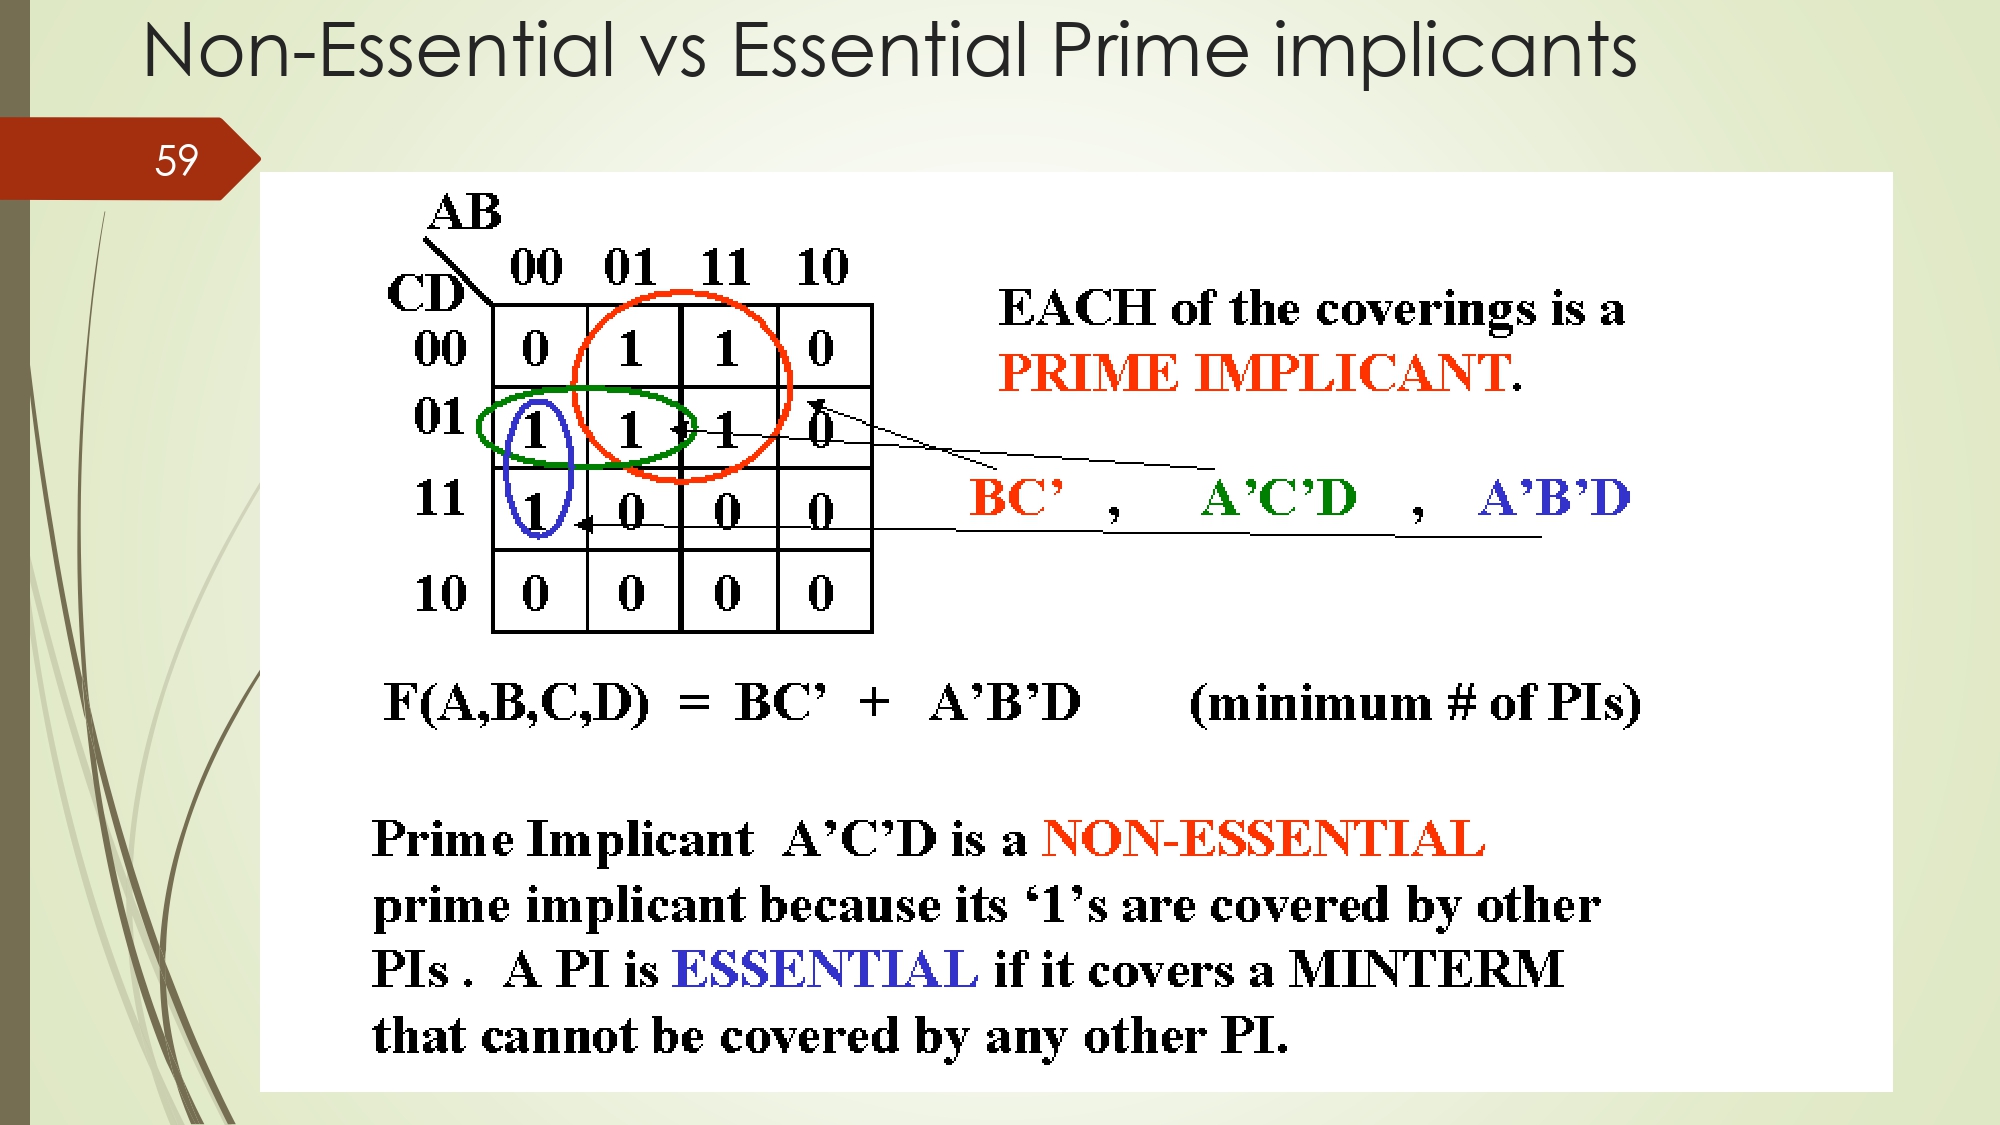 Non-Essential vs Essential Prime implicants
59
AB
00 01 11 10
CD
00 0 1 1 0
01 1 1 1 0
11 1 0 0 0
10 0 0 0 0
EACH of the coverings is a
PRIME IMPLICANT.
BC’ , A’C’D , A’B’D
F(A,B,C,D) = BC’ + A’B’D (minimum # of PIs)
Prime Implicant A’C’D is a NON-ESSENTIAL
prime implicant because its ‘1’s are covered by other
PIs . A PI is ESSENTIAL if it covers a MINTERM
that cannot be covered by any other PI.